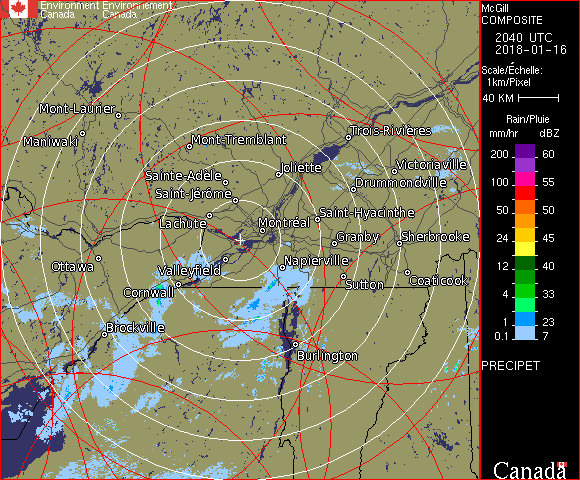 Environment Environnement
Canada Canada
McGill
COMPOSITE
2040 UTC
2018-01-16
Scale/Échelle:
1km/Pixel
40 KM
Rain/Pluie
mm/hr dBZ
200 60
100 55
50 50
24 45
12 40
4 33
1 23
0.1 7
PRECIPET
Canada
Mont-Laurier
Maniwaki
Mont-Tremblant
Trois-Rivières
Joliette
Victoriaville
Sainte-Adèle
Drummondville
Saint-Jérôme
Saint-Hyacinthe
Lachute
Montréal
Granby
Sherbrooke
Ottawa
Valleyfield
Napierville
Sutton
Coaticook
Cornwall
Brockville
Burlington